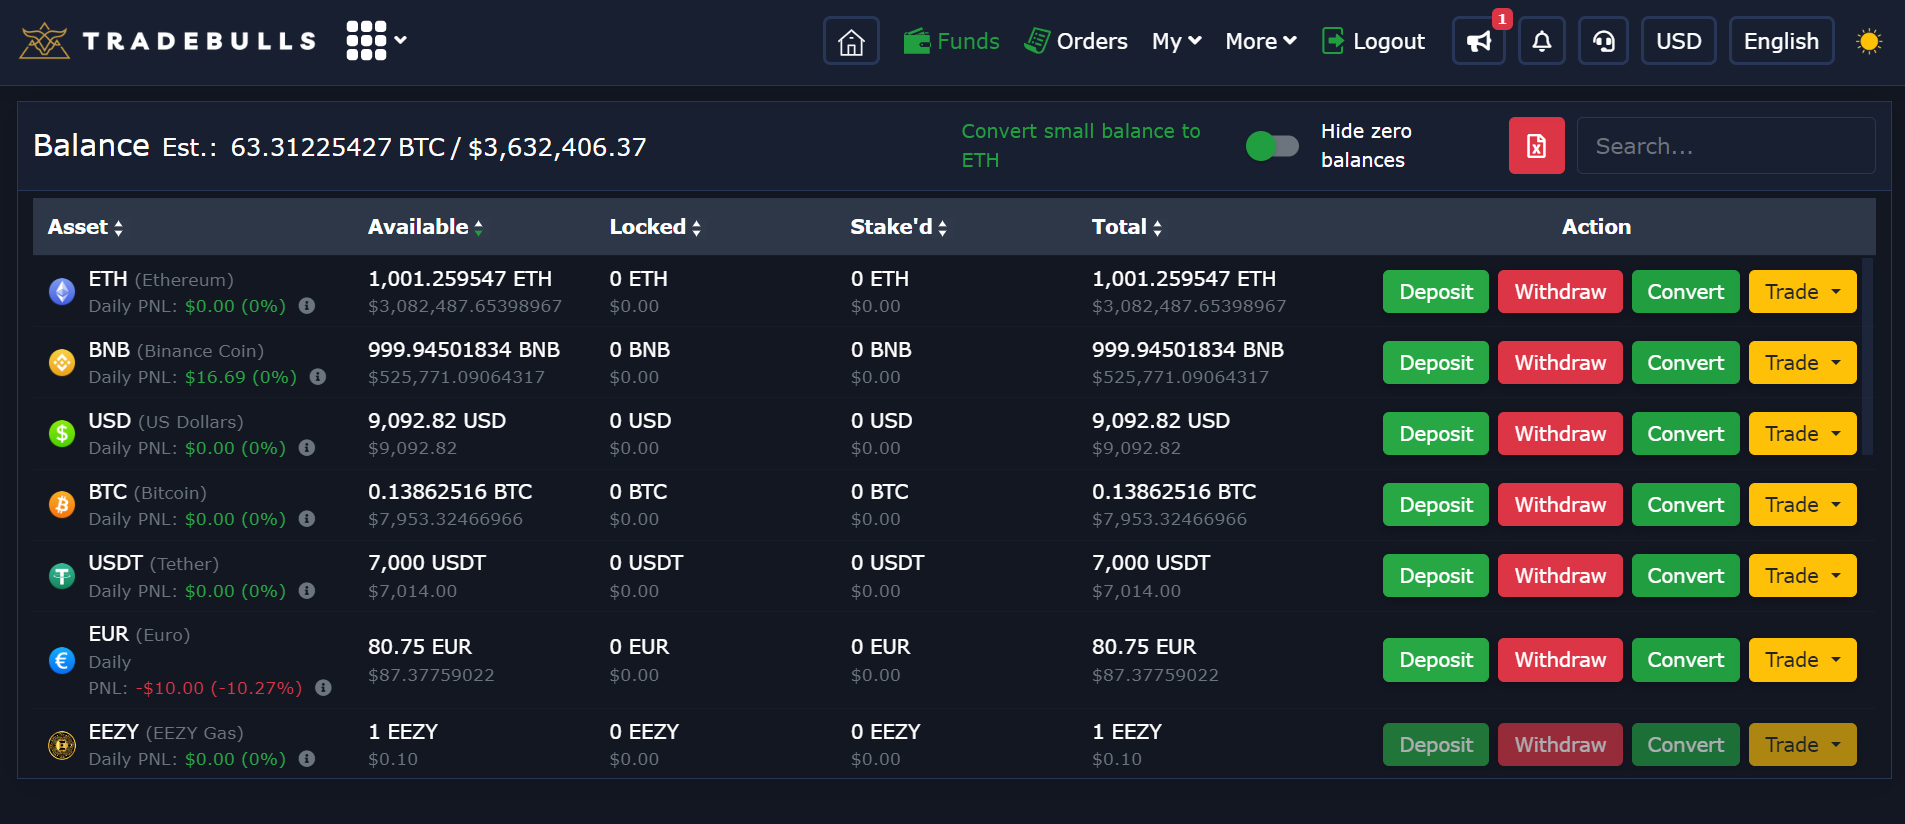 TRADEBULLS
Funds Orders My More Logout 1 USD English
Balance Est.: 63.31225427 BTC / $3,632,406.37
Convert small balance to
ETH
Hide zero
balances
Search...
Asset Available Locked Stake'd Total Action
ETH (Ethereum) 1,001.259547 ETH 0 ETH 0 ETH 1,001.259547 ETH
Daily PNL: $0.00 (0%) $3,082,487.65398967 $0.00 $0.00 $3,082,487.65398967
Deposit Withdraw Convert Trade
BNB (Binance Coin) 999.94501834 BNB 0 BNB 0 BNB 999.94501834 BNB
Daily PNL: $16.69 (0%) $525,771.09064317 $0.00 $0.00 $525,771.09064317
Deposit Withdraw Convert Trade
USD (US Dollars) 9,092.82 USD 0 USD 0 USD 9,092.82 USD
Daily PNL: $0.00 (0%) $9,092.82 $0.00 $0.00 $9,092.82
Deposit Withdraw Convert Trade
BTC (Bitcoin) 0.13862516 BTC 0 BTC 0 BTC 0.13862516 BTC
Daily PNL: $0.00 (0%) $7,953.32466966 $0.00 $0.00 $7,953.32466966
Deposit Withdraw Convert Trade
USDT (Tether) 7,000 USDT 0 USDT 0 USDT 7,000 USDT
Daily PNL: $0.00 (0%) $7,014.00 $0.00 $0.00 $7,014.00
Deposit Withdraw Convert Trade
EUR (Euro) 80.75 EUR 0 EUR 0 EUR 80.75 EUR
Daily
PNL: -$10.00 (-10.27%) $87.37759022 $0.00 $0.00 $87.37759022
Deposit Withdraw Convert Trade
EEZY (EEZY Gas) 1 EEZY 0 EEZY 0 EEZY 1 EEZY
Daily PNL: $0.00 (0%) $0.10 $0.00 $0.00 $0.10
Deposit Withdraw Convert Trade